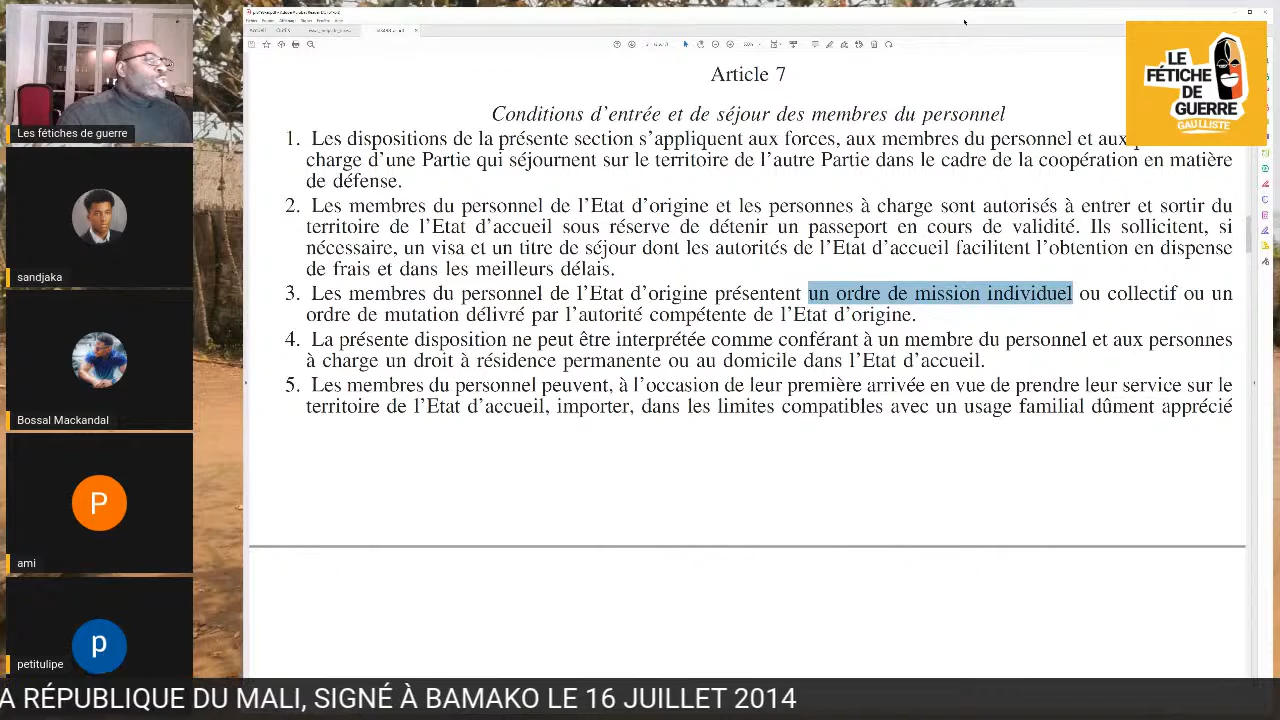 Les fétiches de guerre
sandjaka
Bossal Mackandal
P
ami
p
petitulipe
LE
FÉTICHE
DE
GUERRE
GAULLISTE
Article 7
Conditions d'entrée et de séjour des membres du personnel
1. Les dispositions de la présente section s'appliquent aux forces, aux membres du personnel et aux
charge d'une Partie qui séjournent sur le territoire de l'autre Partie dans le cadre de la coopération en matière
de défense.
2. Les membres du personnel de l'Etat d'origine et les personnes à charge sont autorisés à entrer et sortir du
territoire de l'Etat d'accueil sous réserve de détenir un passeport en cours de validité. Ils sollicitent, si
nécessaire, un visa et un titre de séjour dont les autorités de l'Etat d'accueil facilitent l'obtention en dispense
de frais et dans les meilleurs délais.
3. Les membres du personnel de l'Etat d'origine présentent un ordre de mission individuel ou collectif ou un
ordre de mutation délivré par l'autorité compétente de l'Etat d'origine.
4. La présente disposition ne peut être interprétée comme conférant à un membre du personnel et aux personnes
à charge un droit à résidence permanente ou au domicile dans l'Etat d'accueil.
5. Les membres du personnel peuvent, à l'occasion de leur première arrivée en vue de prendre leur service sur le
territoire de l'Etat d'accueil, importer, dans les limites compatibles avec un usage familial dûment apprécié
A RÉPUBLIQUE DU MALI, SIGNÉ À BAMAKO LE 16 JUILLET 2014